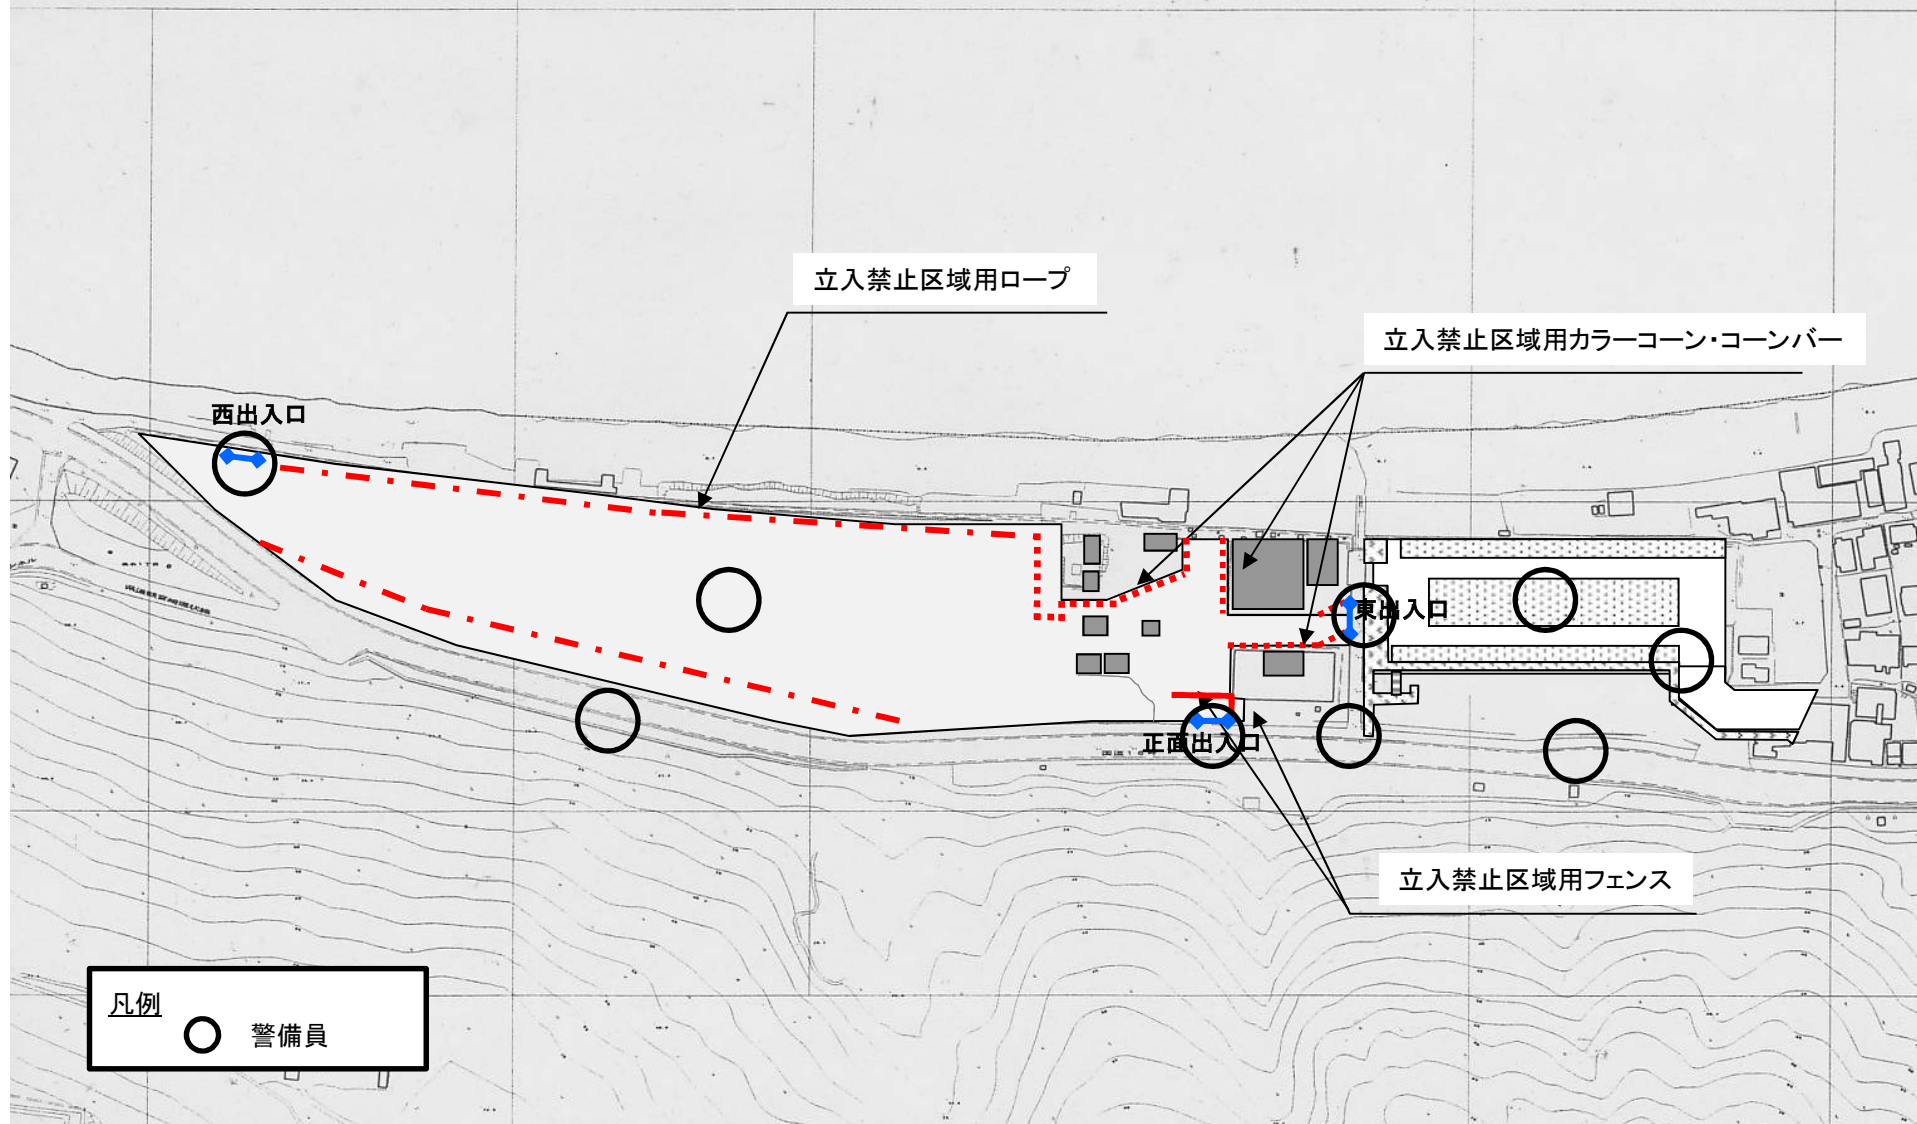 立入禁止区域用ロープ
立入禁止区域用カラーコーン・コーンバー
西出入口
東出入口
正面出入口
立入禁止区域用フェンス
凡例
警備員